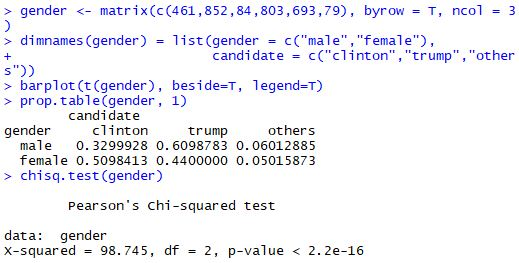 > gender <- matrix(c(461,852,84,803,693,79), byrow = T, ncol = 3
)
> dimnames(gender) = list(gender = c("male","female"),
+                         candidate = c("clinton","trump","other
s"))
> barplot(t(gender), beside=T, legend=T)
> prop.table(gender, 1)
        candidate
gender     clinton     trump     others
  male   0.3299928 0.6098783 0.06012885
  female 0.5098413 0.4400000 0.05015873
> chisq.test(gender)
        Pearson's Chi-squared test
data:  gender
X-squared = 98.745, df = 2, p-value < 2.2e-16